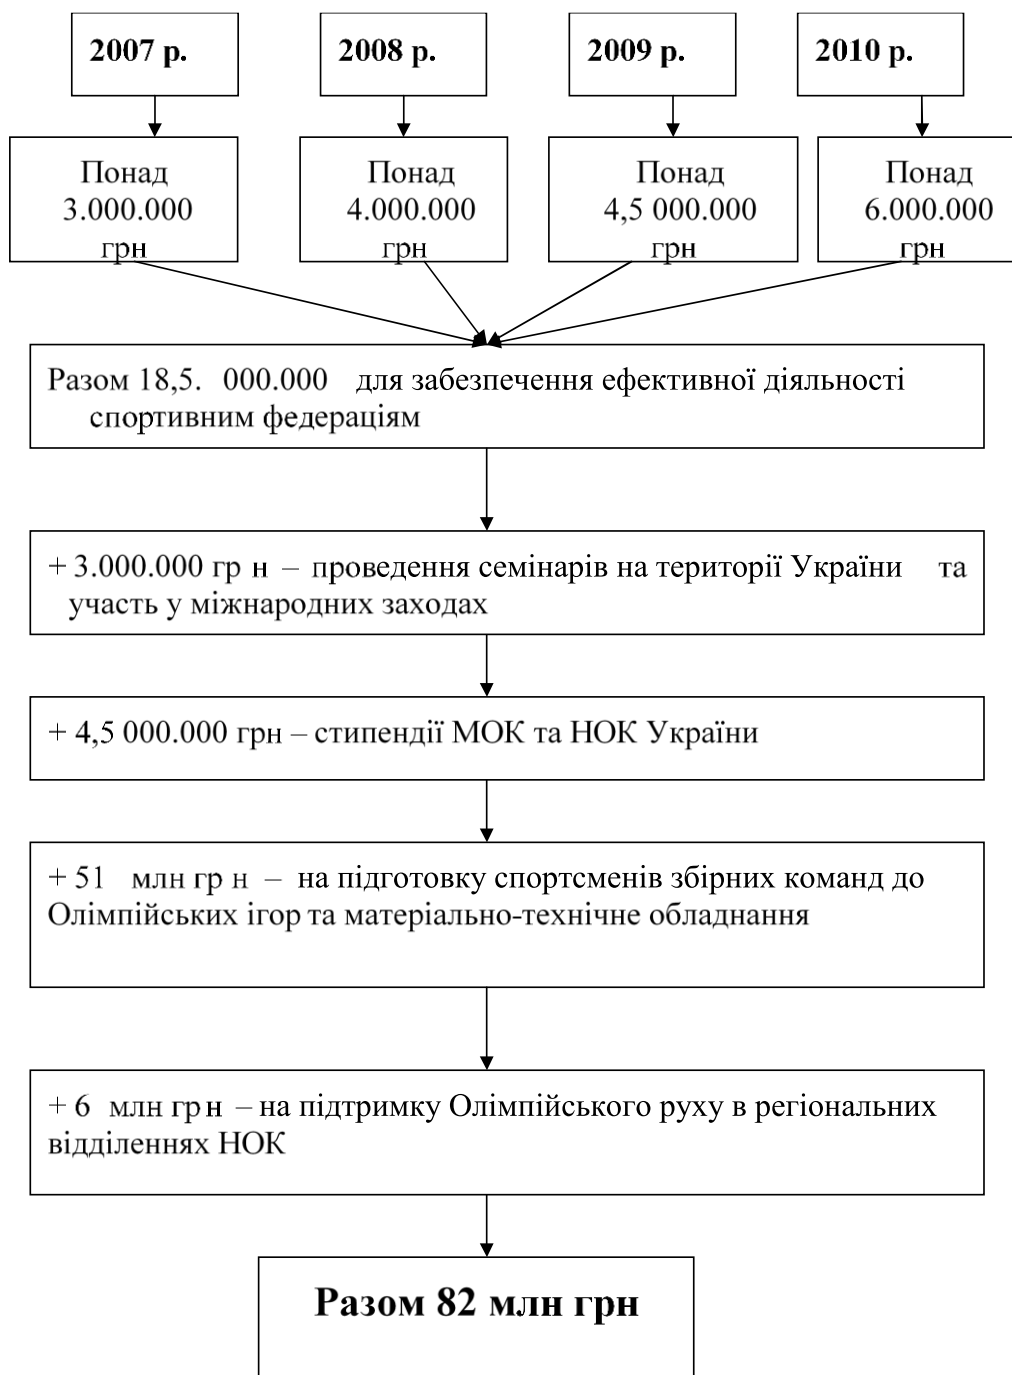 2007 р.
2008 р.
2009 р.
2010 р.
Понад
3.000.000
грн
Понад
4.000.000
грн
Понад
4,5 000.000
грн
Понад
6.000.000
грн
Разом 18,5. 000.000 для забезпечення ефективної діяльності
спортивним федераціям
+ 3.000.000 гр н – проведення семінарів на території України та
участь у міжнародних заходах
+ 4,5 000.000 грн – стипендії МОК та НОК України
+ 51 млн гр н – на підготовку спортсменів збірних команд до
Олімпійських ігор та матеріально-технічне обладнання
+ 6 млн гр н – на підтримку Олімпійського руху в регіональних
відділеннях НОК
Разом 82 млн грн